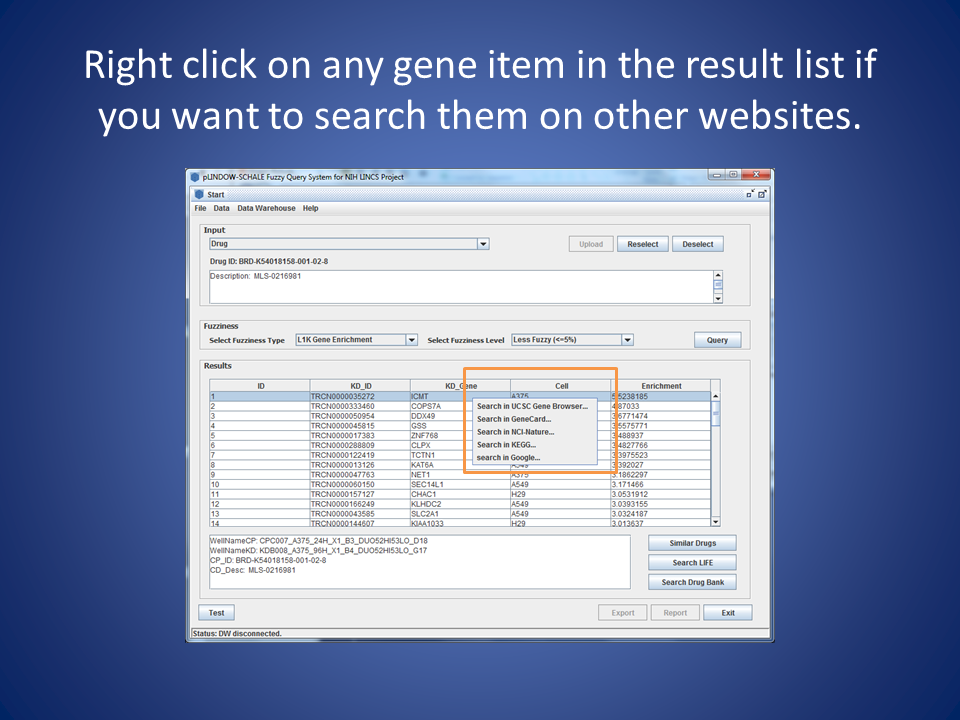 Right click on any gene item in the result list if
you want to search them on other websites.
pLINDOW-SCHALE Fuzzy Query System for NIH LINCS Project
Start
File Data Data Warehouse Help
Input
Drug
Upload Reselect Deselect
Drug ID: BRD-K54018158-001-02-8
Description: MLS-0216981
Fuzziness
Select Fuzziness Type L1K Gene Enrichment Select Fuzziness Level Less Fuzzy (<=5%) Query
Results
ID KD_ID KD_Gene Cell Enrichment
1 TRCN0000035272 ICMT A375 5.5238185
2 TRCN0000333460 COPS7A 4.87033
3 TRCN0000050954 DDX49 3.6771474
4 TRCN0000045815 GSS 3.5575771
5 TRCN0000017383 ZNF768 3.488937
6 TRCN0000288809 CLPX 3.4827766
7 TRCN0000122419 TCTN1 3.3975523
8 TRCN0000013126 KAT6A A549 3.392027
9 TRCN0000047763 NET1 A375 3.1862297
10 TRCN0000060150 SEC14L1 A549 3.171466
11 TRCN0000157127 CHAC1 H29 3.0531912
12 TRCN0000166249 KLHDC2 A549 3.0393155
13 TRCN0000043585 SLC2A1 A549 3.0324187
14 TRCN0000144607 KIAA1033 H29 3.013637
Search in UCSC Gene Browser...
Search in GeneCard...
Search in NCI-Nature...
Search in KEGG...
search in Google...
WellNameCP: CPC007_A375_24H_X1_B3_DUO52HI53LO_D18
WellNameKD: KDB008_A375_96H_X1_B4_DUO52HI53LO_G17
CP_ID: BRD-K54018158-001-02-8
CD_Desc: MLS-0216981
Similar Drugs
Search LIFE
Search Drug Bank
Test Export Report Exit
Status: DW disconnected.